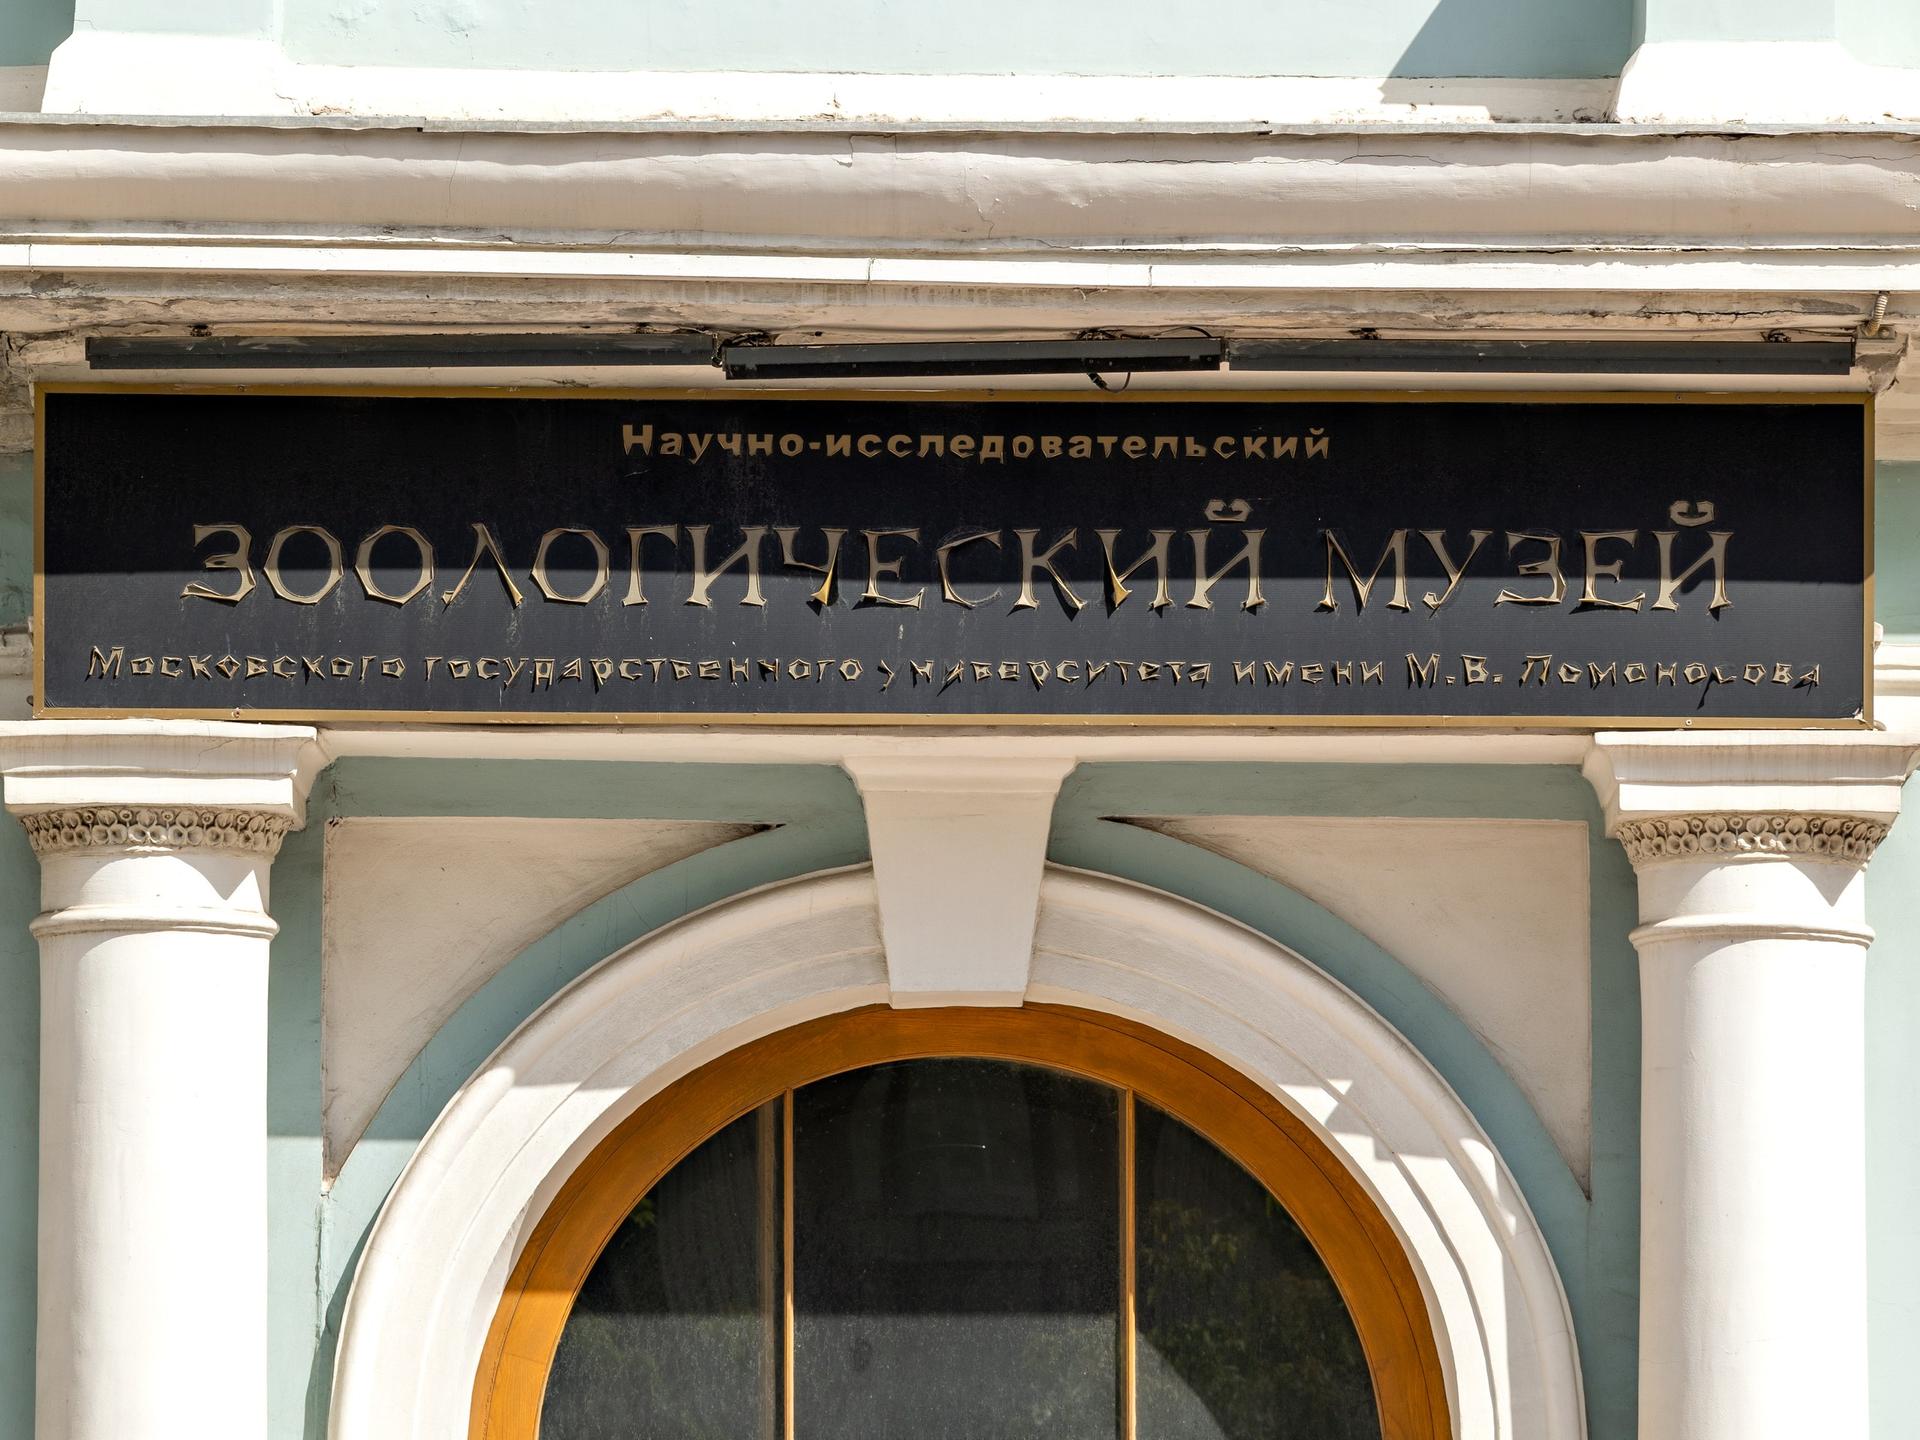 Научно-исследовательский
ЗООЛОГИЧЕСКИЙ МУЗЕЙ
Московского государственного университета имени М.В. Ломоносова